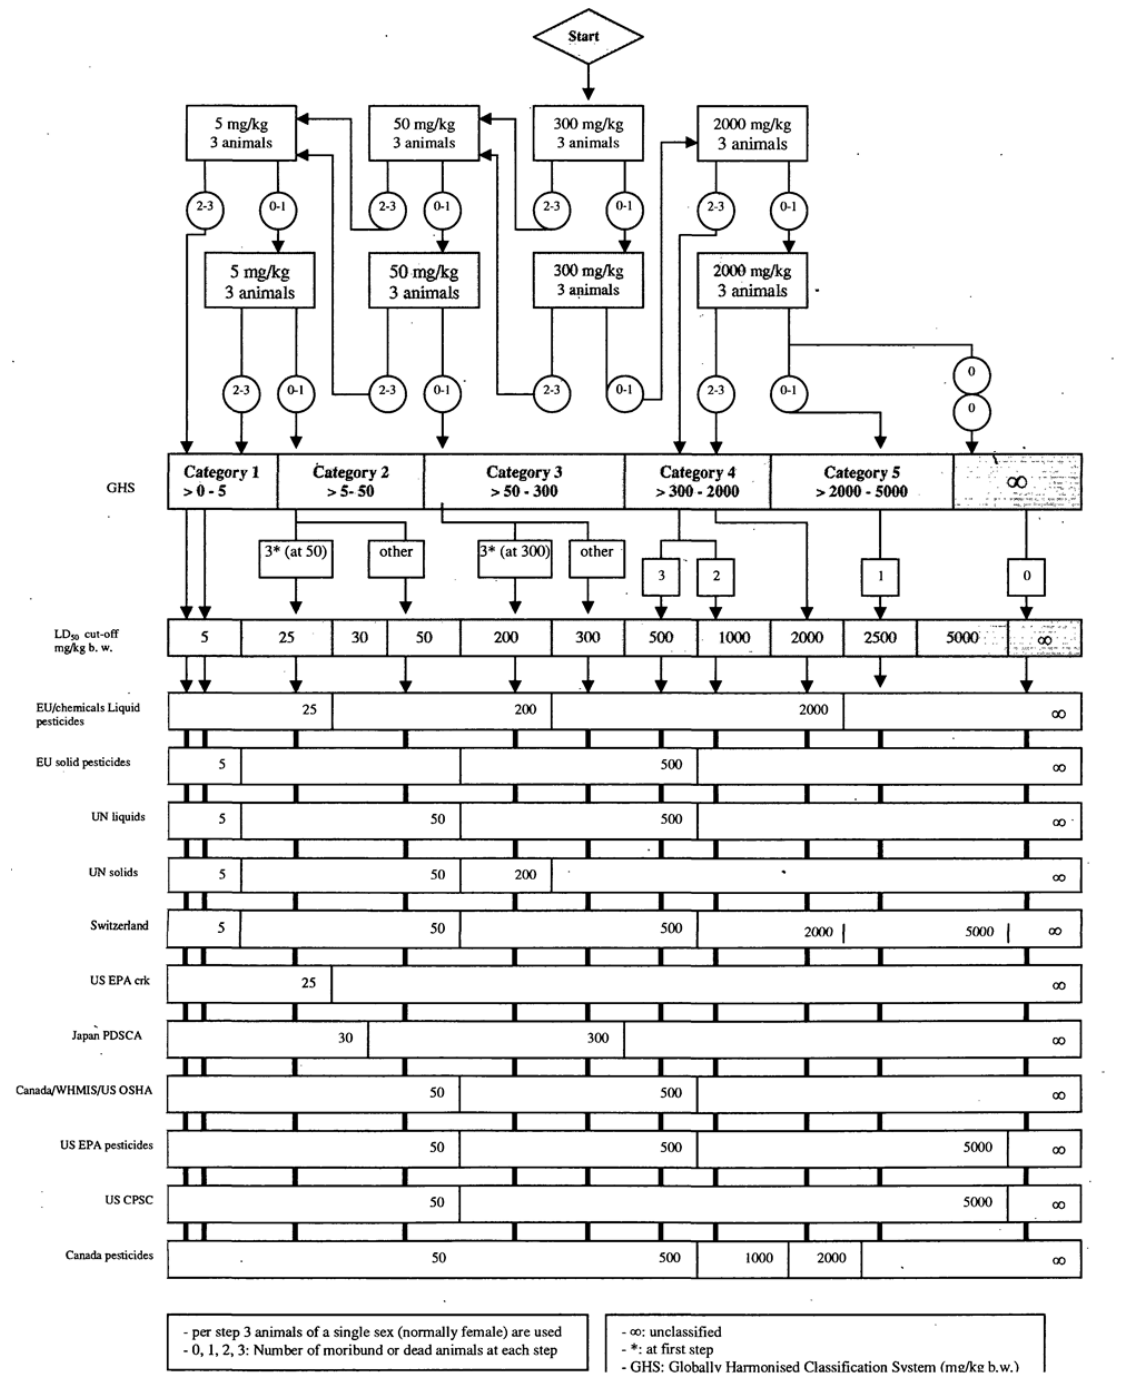 Start
5 mg/kg
3 animals
50 mg/kg
3 animals
300 mg/kg
3 animals
2000 mg/kg
3 animals
2-3
0-1
2-3
0-1
2-3
0-1
2-3
0-1
5 mg/kg
3 animals
50 mg/kg
3 animals
300 mg/kg
3 animals
2000 mg/kg
3 animals
2-3
0-1
2-3
0-1
2-3
0-1
2-3
0-1
0
0
GHS
Category 1
> 0 - 5
Category 2
> 5- 50
Category 3
> 50 - 300
Category 4
> 300 - 2000
Category 5
> 2000 - 5000
∞
3* (at 50)
other
3* (at 300)
other
3
2
1
0
LD₅₀ cut-off
mg/kg b. w.
5 25 30 50 200 300 500 1000 2000 2500 5000 ∞
EU/chemicals Liquid
pesticides
25 200 2000 ∞
EU solid pesticides
5 500 ∞
UN liquids
5 50 500 ∞
UN solids
5 50 200 ∞
Switzerland
5 50 500 2000 5000 ∞
US EPA crk
25 ∞
Japan PDSCA
30 300 ∞
Canada/WHMIS/US OSHA
50 500 ∞
US EPA pesticides
50 500 5000 ∞
US CPSC
50 5000 ∞
Canada pesticides
50 500 1000 2000 ∞
- per step 3 animals of a single sex (normally female) are used
- 0, 1, 2, 3: Number of moribund or dead animals at each step
- ∞: unclassified
- *: at first step
- GHS: Globally Harmonised Classification System (mg/kg b.w.)